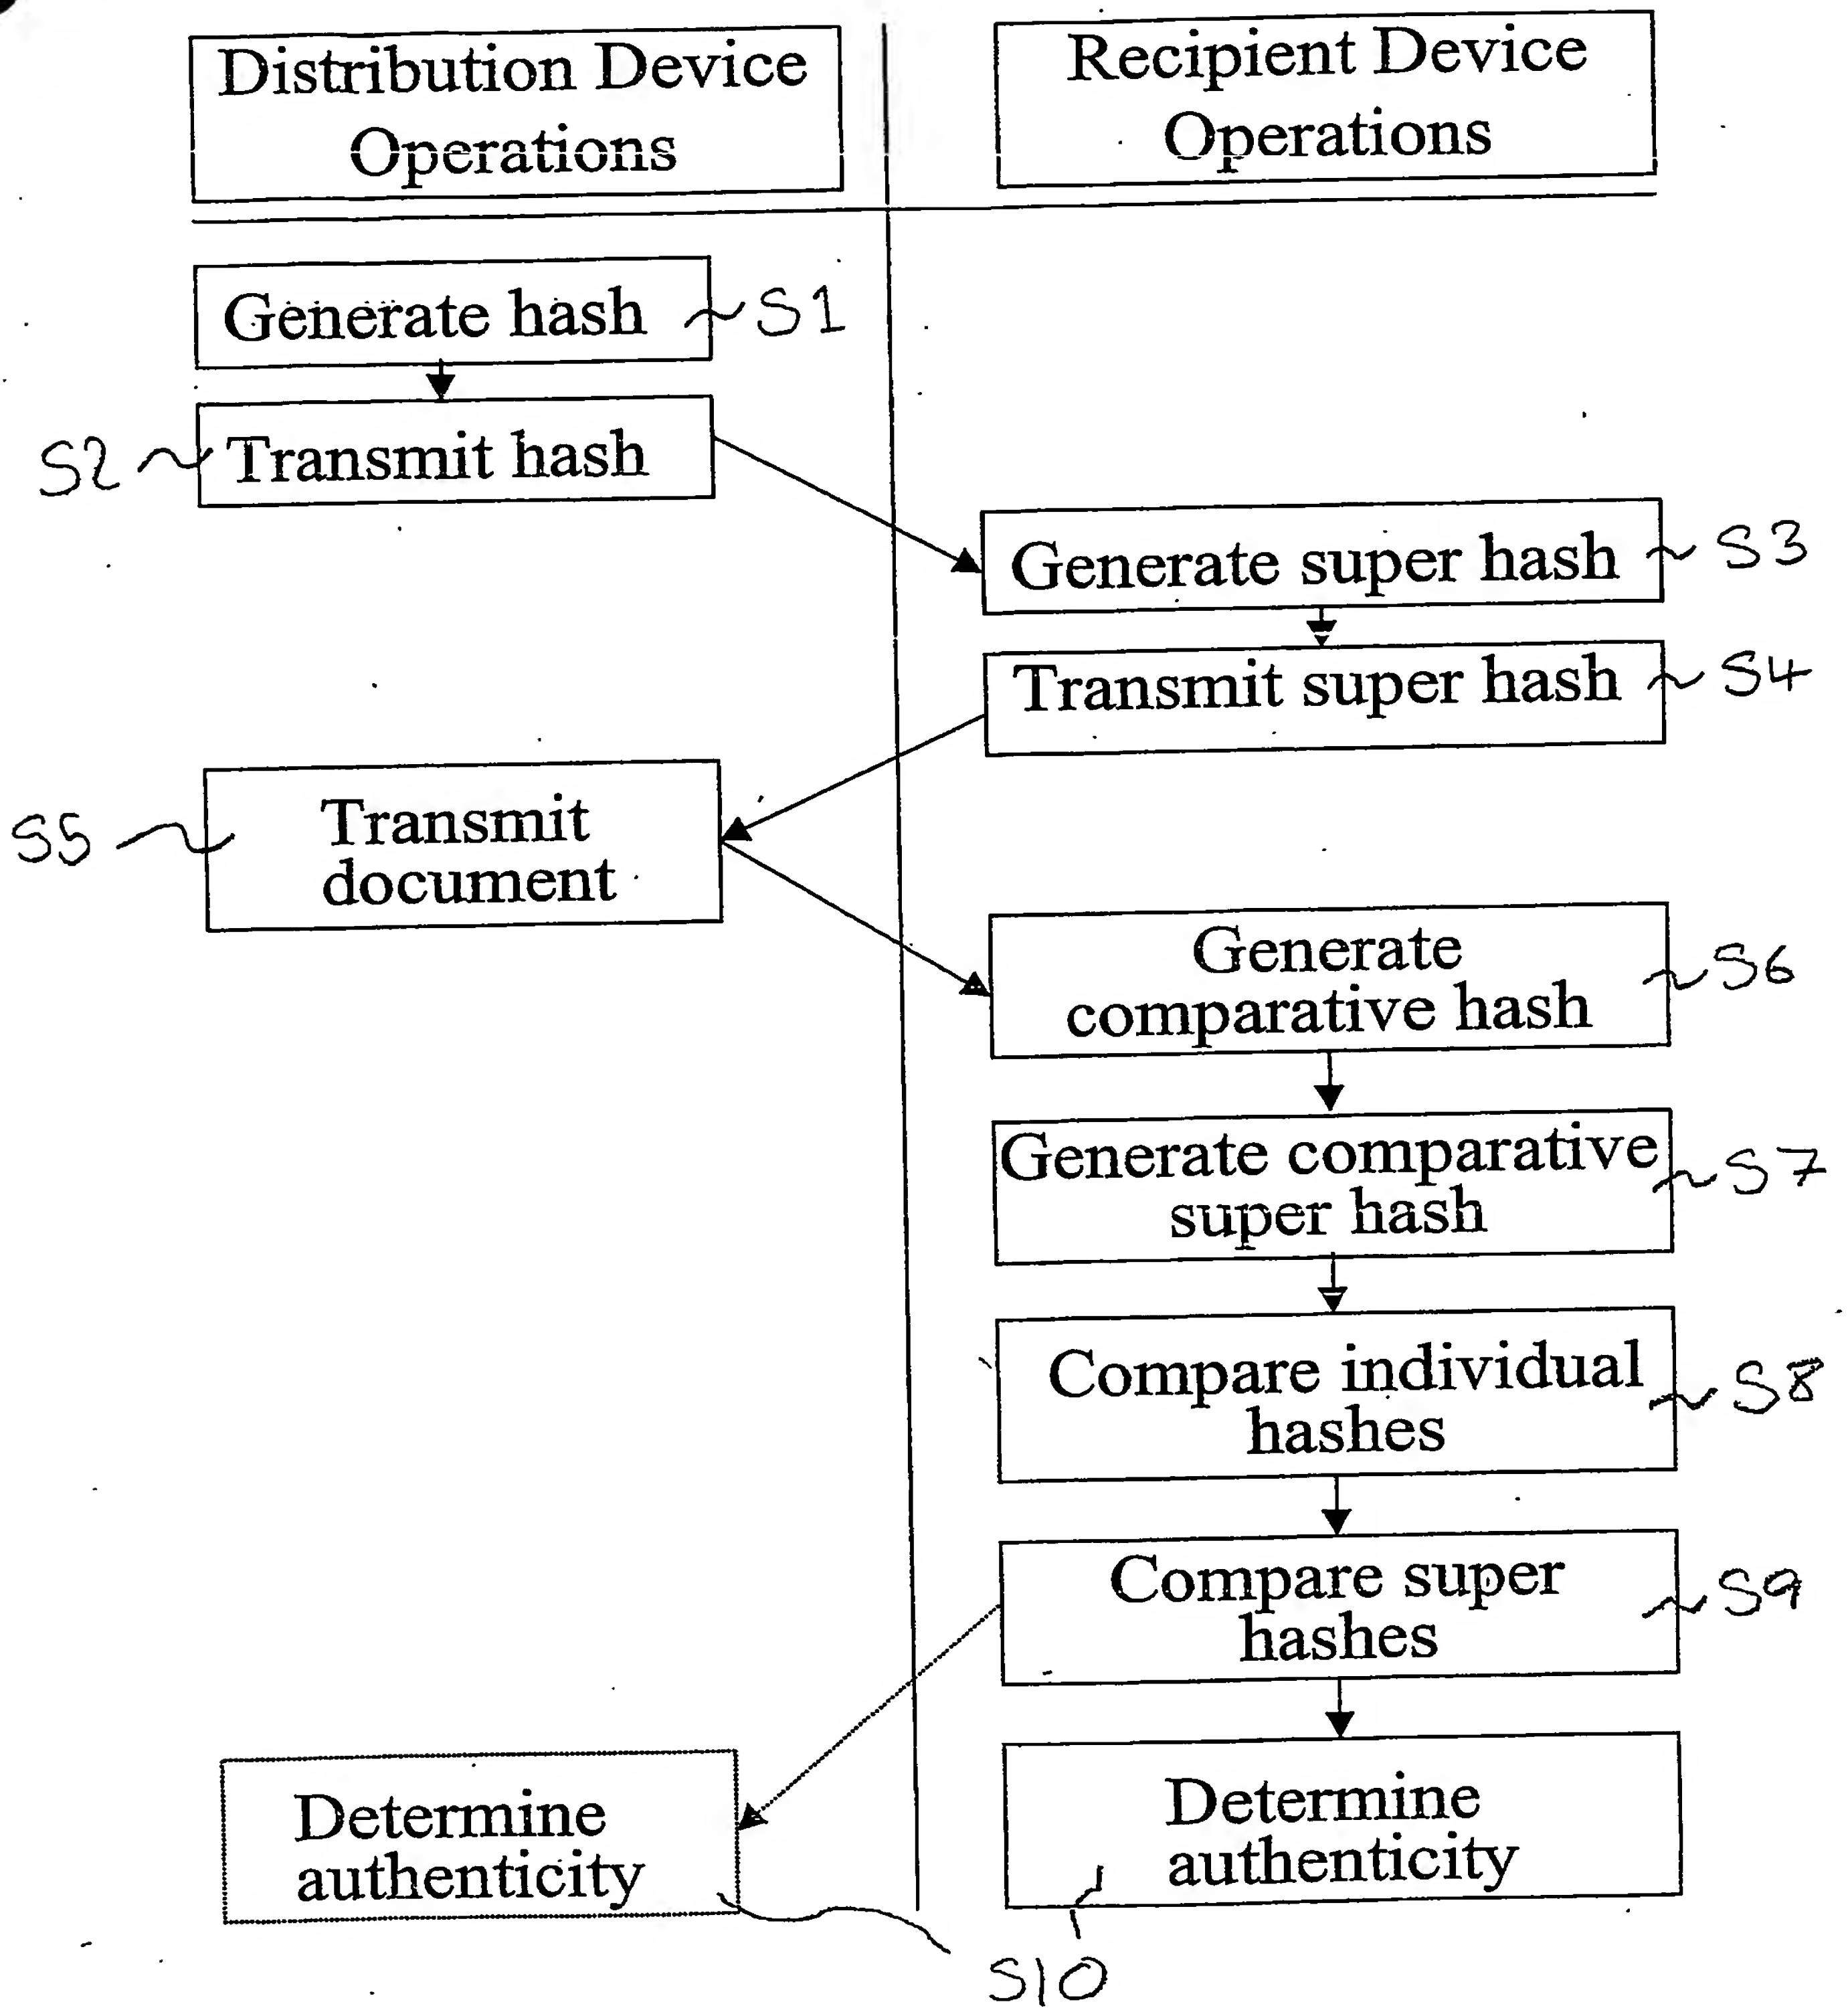 Distribution Device
Operations
Recipient Device
Operations
Generate hash
S1
S2
Transmit hash
Generate super hash
S3
Transmit super hash
S4
S5
Transmit
document
Generate
comparative hash
S6
Generate comparative
super hash
S7
Compare individual
hashes
S8
Compare super
hashes
S9
Determine
authenticity
Determine
authenticity
S10